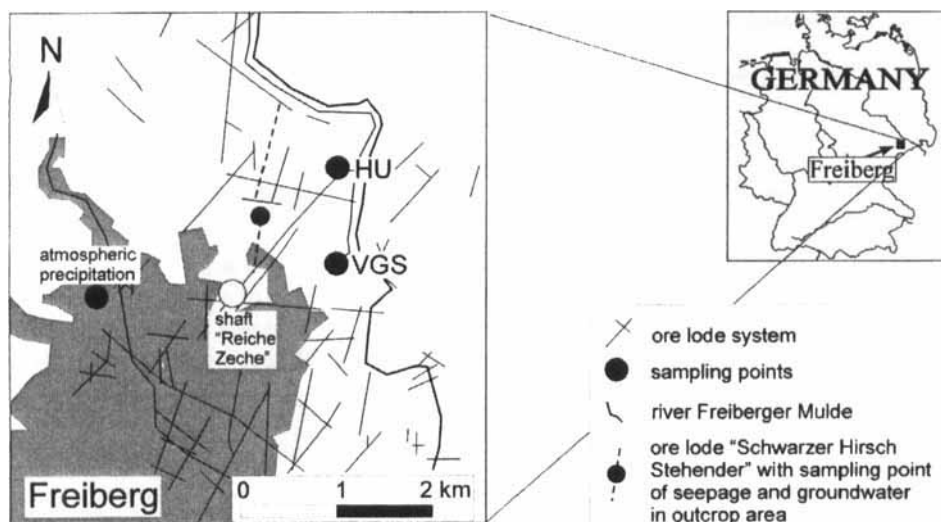 N
HU
VGS
atmospheric
precipitation
shaft
"Reiche
Zeche"
Freiberg
0 1 2 km
GERMANY
Freiberg
ore lode system
sampling points
river Freiberger Mulde
ore lode "Schwarzer Hirsch
Stehender" with sampling point
of seepage and groundwater
in outcrop area